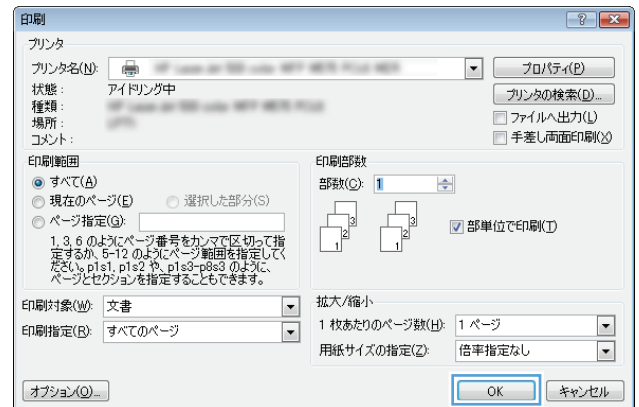 印刷
プリンタ
プリンタ名(N):
プロパティ(P)
状態: アイドリング中
プリンタの検索(D)...
種類:
場所:
ファイルへ出力(L)
コメント:
手差し両面印刷(X)
印刷範囲
すべて(A)
現在のページ(E) 選択した部分(S)
ページ指定(G):
1, 3, 6 のようにページ番号をカンマで区切って指
定するか、5-12 のようにページ範囲を指定してく
ださい。p1s1, p1s2 や、p1s3-p8s3 のように、
ページとセクションを指定することもできます。
印刷部数
部数(C): 1
1 2 3 1 2 3
部単位で印刷(T)
印刷対象(W): 文書
印刷指定(R): すべてのページ
拡大/縮小
1 枚あたりのページ数(H): 1 ページ
用紙サイズの指定(Z): 倍率指定なし
オプション(O)...
OK キャンセル